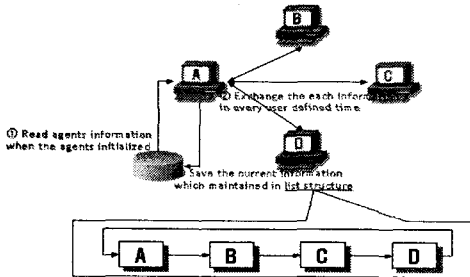 B
A
C
② Exchange the each information
in every user defined time
① Read agents information
when the agents initialized
D
Save the current information
which maintained in list structure
A
B
C
D